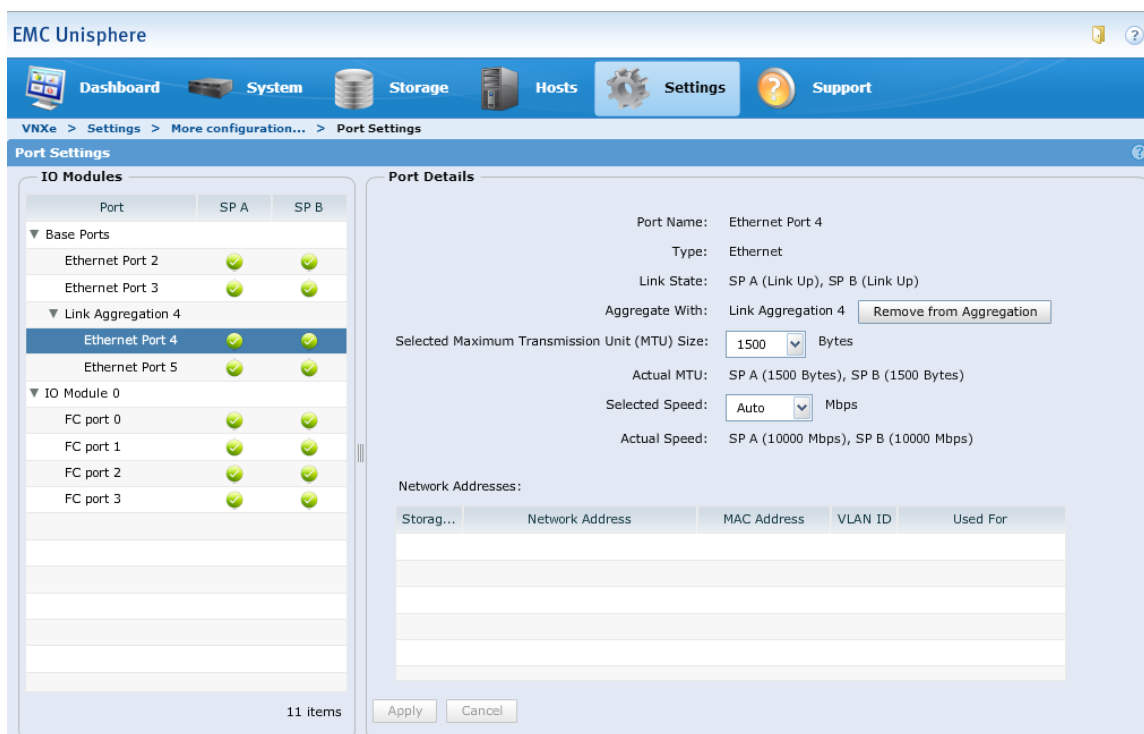 EMC Unisphere
Dashboard System Storage Hosts Settings Support
VNXe > Settings > More configuration... > Port Settings
Port Settings
IO Modules
Port SP A SP B
Base Ports
Ethernet Port 2
Ethernet Port 3
Link Aggregation 4
Ethernet Port 4
Ethernet Port 5
IO Module 0
FC port 0
FC port 1
FC port 2
FC port 3
11 items
Port Details
Port Name: Ethernet Port 4
Type: Ethernet
Link State: SP A (Link Up), SP B (Link Up)
Aggregate With: Link Aggregation 4 Remove from Aggregation
Selected Maximum Transmission Unit (MTU) Size: 1500 Bytes
Actual MTU: SP A (1500 Bytes), SP B (1500 Bytes)
Selected Speed: Auto Mbps
Actual Speed: SP A (10000 Mbps), SP B (10000 Mbps)
Network Addresses:
Storag... Network Address MAC Address VLAN ID Used For
Apply Cancel